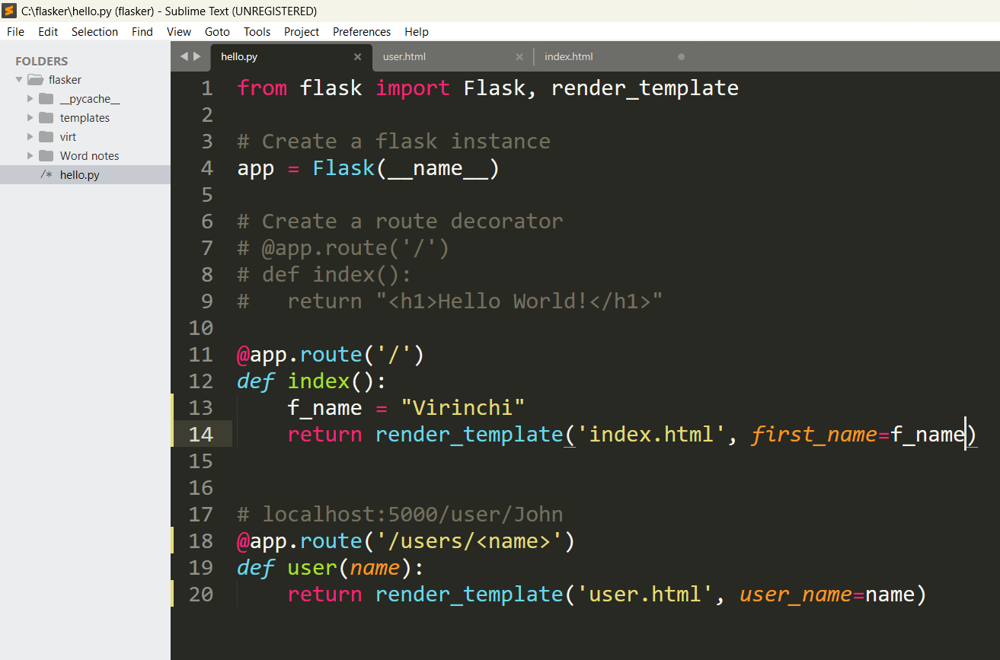 C:\flasker\hello.py (flasker) - Sublime Text (UNREGISTERED)
File Edit Selection Find View Goto Tools Project Preferences Help
FOLDERS
flasker
__pycache__
templates
virt
Word notes
/* hello.py
hello.py × user.html × index.html
1 from flask import Flask, render_template
2
3 # Create a flask instance
4 app = Flask(__name__)
5
6 # Create a route decorator
7 # @app.route('/')
8 # def index():
9 #   return "<h1>Hello World!</h1>"
10
11 @app.route('/')
12 def index():
13     f_name = "Virinchi"
14     return render_template('index.html', first_name=f_name)
15
16
17 # localhost:5000/user/John
18 @app.route('/users/<name>')
19 def user(name):
20     return render_template('user.html', user_name=name)